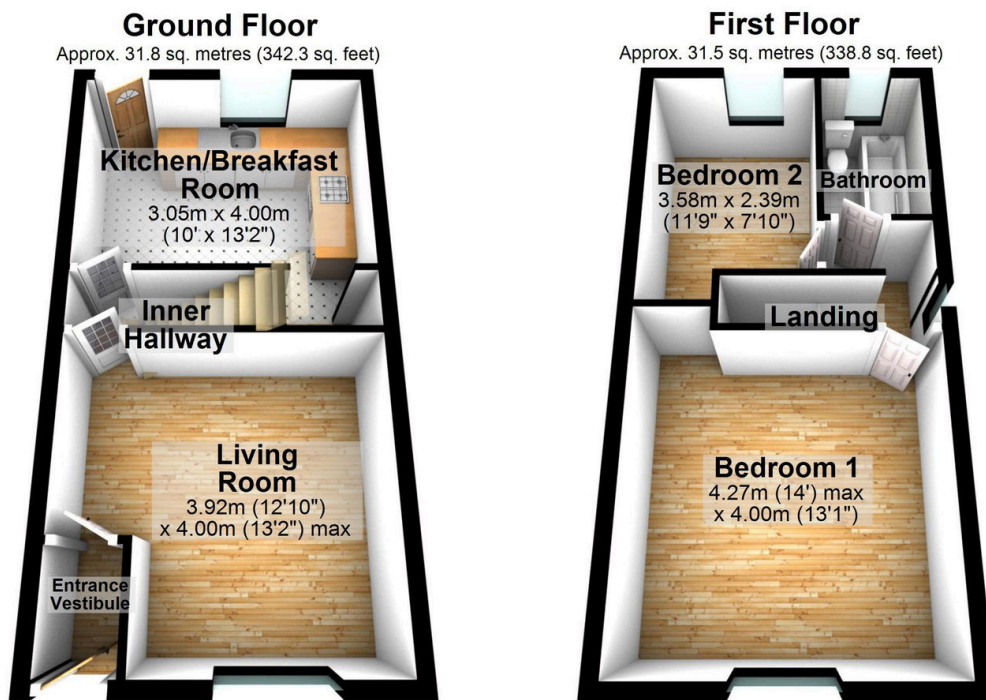 Ground Floor
Approx. 31.8 sq. metres (342.3 sq. feet)
Kitchen/Breakfast
Room
3.05m x 4.00m
(10' x 13'2")
Inner
Hallway
Living
Room
3.92m (12'10")
x 4.00m (13'2") max
Entrance
Vestibule
First Floor
Approx. 31.5 sq. metres (338.8 sq. feet)
Bedroom 2
3.58m x 2.39m
(11'9" x 7'10")
Bathroom
Landing
Bedroom 1
4.27m (14') max
x 4.00m (13'1")